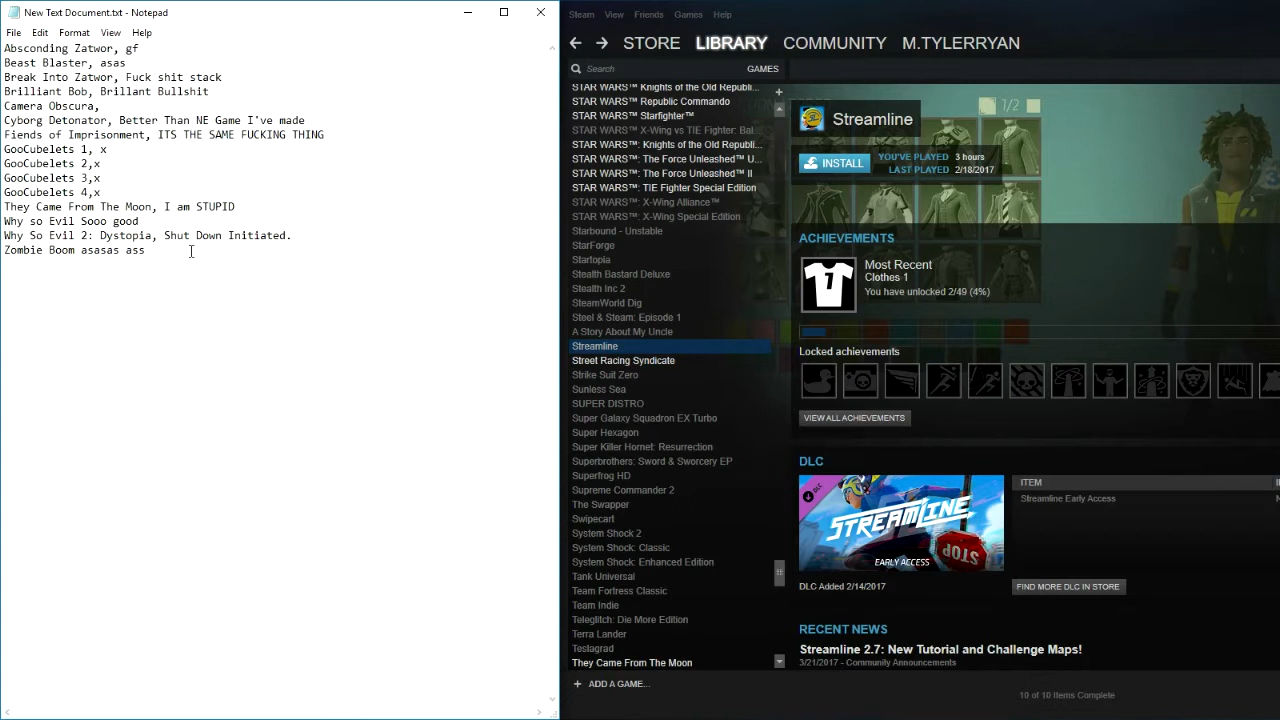 New Text Document.txt - Notepad
File Edit Format View Help
Absconding Zatwor, gf
Beast Blaster, asas
Break Into Zatwor, Fuck shit stack
Brilliant Bob, Brillant Bullshit
Camera Obscura,
Cyborg Detonator, Better Than NE Game I've made
Fiends of Imprisonment, ITS THE SAME FUCKING THING
GooCubelets 1, x
GooCubelets 2,x
GooCubelets 3,x
GooCubelets 4,x
They Came From The Moon, I am STUPID
Why so Evil Sooo good
Why So Evil 2: Dystopia, Shut Down Initiated.
Zombie Boom asasas ass
Steam View Friends Games Help
STORE LIBRARY COMMUNITY M.TYLERRYAN
Search GAMES
STAR WARS™ Knights of the Old Republi...
STAR WARS™ Republic Commando
STAR WARS™ Starfighter™
STAR WARS™ X-Wing vs TIE Fighter: Bal...
STAR WARS™: Knights of the Old Republi...
STAR WARS™: The Force Unleashed™ U...
STAR WARS™: The Force Unleashed™ II
STAR WARS™: TIE Fighter Special Edition
STAR WARS™: X-Wing Alliance™
STAR WARS™: X-Wing Special Edition
Starbound - Unstable
StarForge
Startopia
Stealth Bastard Deluxe
Stealth Inc 2
SteamWorld Dig
Steel & Steam: Episode 1
A Story About My Uncle
Streamline
Street Racing Syndicate
Strike Suit Zero
Sunless Sea
SUPER DISTRO
Super Galaxy Squadron EX Turbo
Super Hexagon
Super Killer Hornet: Resurrection
Superbrothers: Sword & Sworcery EP
Superfrog HD
Supreme Commander 2
The Swapper
Swipecart
System Shock 2
System Shock: Classic
System Shock: Enhanced Edition
Tank Universal
Team Fortress Classic
Team Indie
Teleglitch: Die More Edition
Terra Lander
Teslagrad
They Came From The Moon
+ ADD A GAME...
1/2
Streamline
INSTALL
YOU'VE PLAYED 3 hours
LAST PLAYED 2/18/2017
ACHIEVEMENTS
1
Most Recent
Clothes 1
You have unlocked 2/49 (4%)
Locked achievements
VIEW ALL ACHIEVEMENTS
DLC
DLC
STREAMLINE
STOP
EARLY ACCESS
DLC Added 2/14/2017
ITEM
Streamline Early Access
FIND MORE DLC IN STORE
RECENT NEWS
Streamline 2.7: New Tutorial and Challenge Maps!
3/21/2017 - Community Announcements
10 of 10 Items Complete